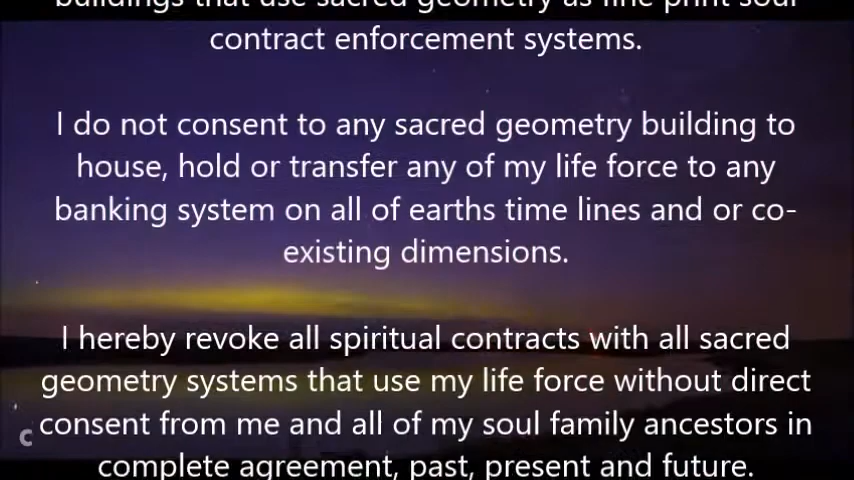 buildings that use sacred geometry as fine print soul
contract enforcement systems.
I do not consent to any sacred geometry building to
house, hold or transfer any of my life force to any
banking system on all of earths time lines and or co-
existing dimensions.
I hereby revoke all spiritual contracts with all sacred
geometry systems that use my life force without direct
c consent from me and all of my soul family ancestors in
complete agreement, past, present and future.